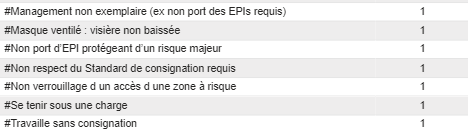 #Management non exemplaire (ex non port des EPIs requis) 1
#Masque ventilé : visière non baissée 1
#Non port d'EPI protégeant d'un risque majeur 1
#Non respect du Standard de consignation requis 1
#Non verrouillage d un accès d une zone à risque 1
#Se tenir sous une charge 1
#Travaille sans consignation 1